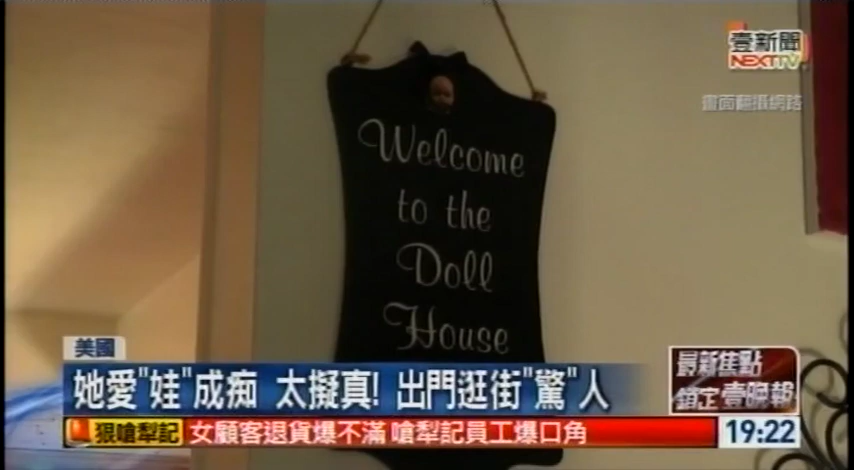 壹新聞
NEXTTV
畫面翻攝網路
Welcome
to the
Doll
House
美國
她愛"娃"成痴 太擬真! 出門逛街"驚"人
最新焦點
鎖定壹晚報
狠嗆犁記 女顧客退貨爆不滿 嗆犁記員工爆口角
19:22